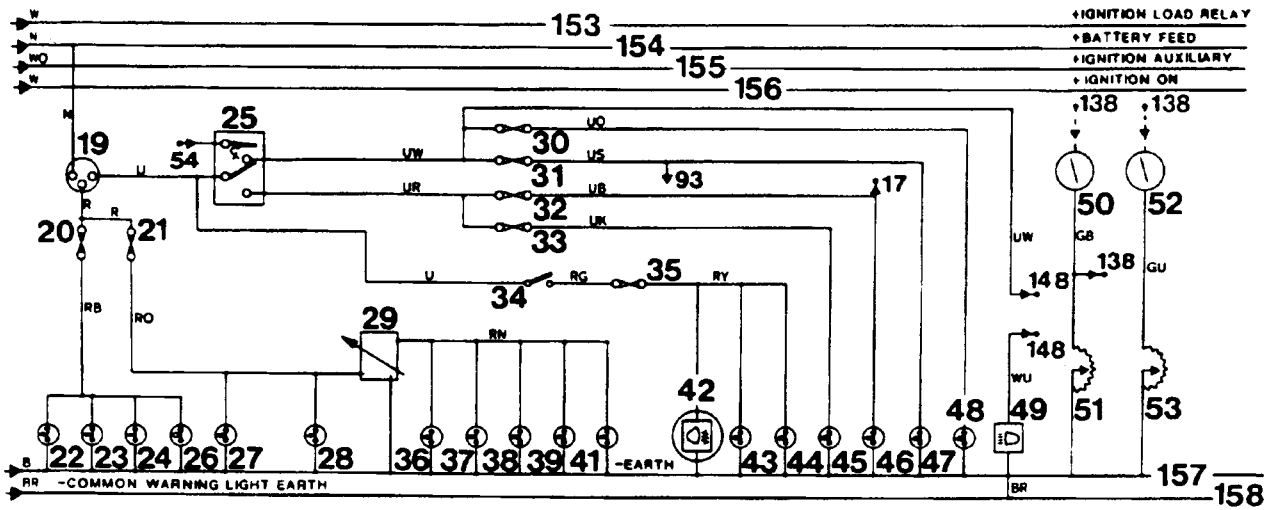 W 153 +IGNITION LOAD RELAY
N 154 +BATTERY FEED
WO 155 +IGNITION AUXILIARY
W 156 +IGNITION ON
138 138
25
N 19 30 UO
54
U UW 31 US
93
50 52
UR 32 UB 17
R R
20 21 33 UK
UW GB
138
GU
U 34 RG 35 RY
148
RB RO 29 RN
148
42 WU
48 49 51 53
22 23 24 26 27 28 36 37 38 39 41 -EARTH 43 44 45 46 47
B 157
BR -COMMON WARNING LIGHT EARTH BR 158